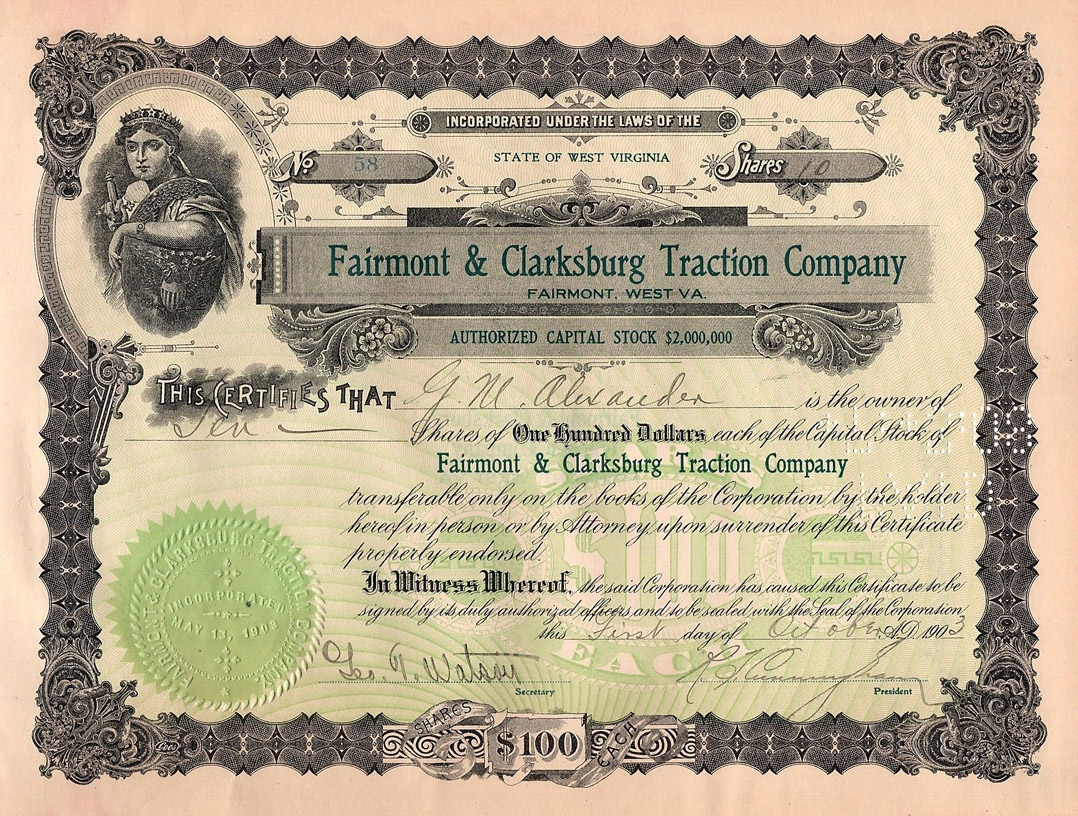 INCORPORATED UNDER THE LAWS OF THE
No 58
STATE OF WEST VIRGINIA
Shares 10
Fairmont & Clarksburg Traction Company
FAIRMONT, WEST VA.
AUTHORIZED CAPITAL STOCK $2,000,000
THIS CERTIFIES THAT G. M. Alexander is the owner of
Ten Shares of One Hundred Dollars each of the Capital Stock of
Fairmont & Clarksburg Traction Company
transferable only on the books of the Corporation by the holder
hereof in person or by Attorney, upon surrender of this Certificate
properly endorsed.
In Witness Whereof, the said Corporation has caused this Certificate to be
signed by its duly authorized officers, and to be sealed with the Seal of the Corporation
this First day of October A.D. 1903
Geo. T. Watson
Secretary
President
FAIRMONT & CLARKSBURG TRACTION COMPANY
INCORPORATED
MAY 13, 1903
SHARES
$100
EACH
SHARES
$100
EACH